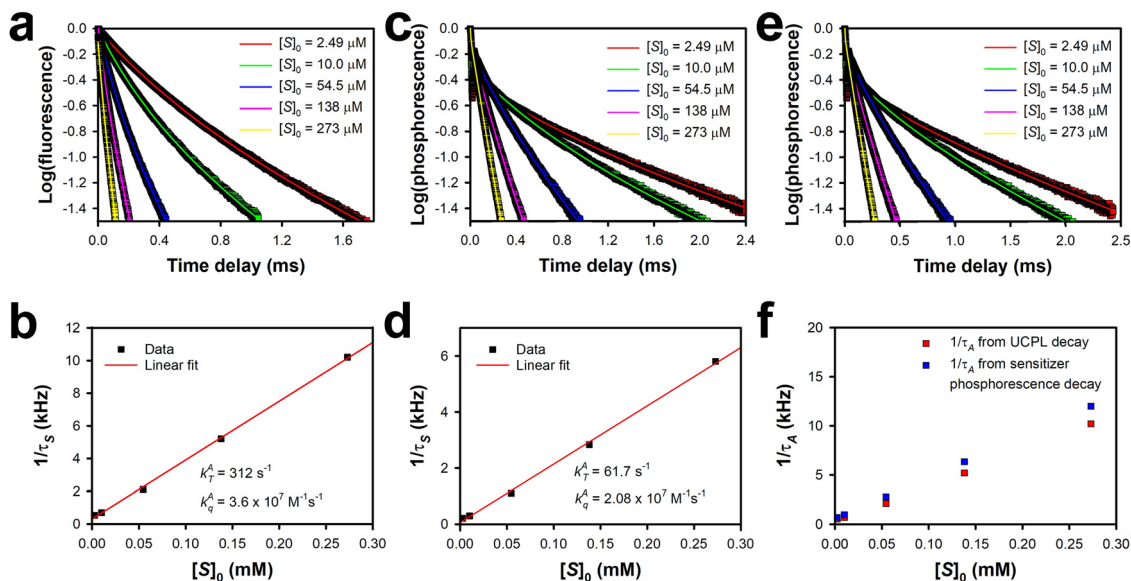 a
Log(fluorescence)
0.0
-0.2
-0.4
-0.6
-0.8
-1.0
-1.2
-1.4
[S]₀ = 2.49 μM
[S]₀ = 10.0 μM
[S]₀ = 54.5 μM
[S]₀ = 138 μM
[S]₀ = 273 μM
0.0 0.4 0.8 1.2 1.6
Time delay (ms)
c
Log(phosphorescence)
0.0
-0.2
-0.4
-0.6
-0.8
-1.0
-1.2
-1.4
[S]₀ = 2.49 μM
[S]₀ = 10.0 μM
[S]₀ = 54.5 μM
[S]₀ = 138 μM
[S]₀ = 273 μM
0.0 0.4 0.8 1.2 1.6 2.0 2.4
Time delay (ms)
e
Log(phosphorescence)
0.0
-0.2
-0.4
-0.6
-0.8
-1.0
-1.2
-1.4
[S]₀ = 2.49 μM
[S]₀ = 10.0 μM
[S]₀ = 54.5 μM
[S]₀ = 138 μM
[S]₀ = 273 μM
0.0 0.5 1.0 1.5 2.0 2.5
Time delay (ms)
b
1/τS (kHz)
12
10
8
6
4
2
0
Data
Linear fit
k_T^A = 312 s⁻¹
k_q^A = 3.6 x 10⁷ M⁻¹s⁻¹
0.00 0.05 0.10 0.15 0.20 0.25 0.30
[S]₀ (mM)
d
1/τS (kHz)
6
4
2
0
Data
Linear fit
k_T^A = 61.7 s⁻¹
k_q^A = 2.08 x 10⁷ M⁻¹s⁻¹
0.00 0.05 0.10 0.15 0.20 0.25 0.30
[S]₀ (mM)
f
1/τA (kHz)
20
15
10
5
0
1/τA from UCPL decay
1/τA from sensitizer
phosphorescence decay
0.00 0.05 0.10 0.15 0.20 0.25 0.30
[S]₀ (mM)